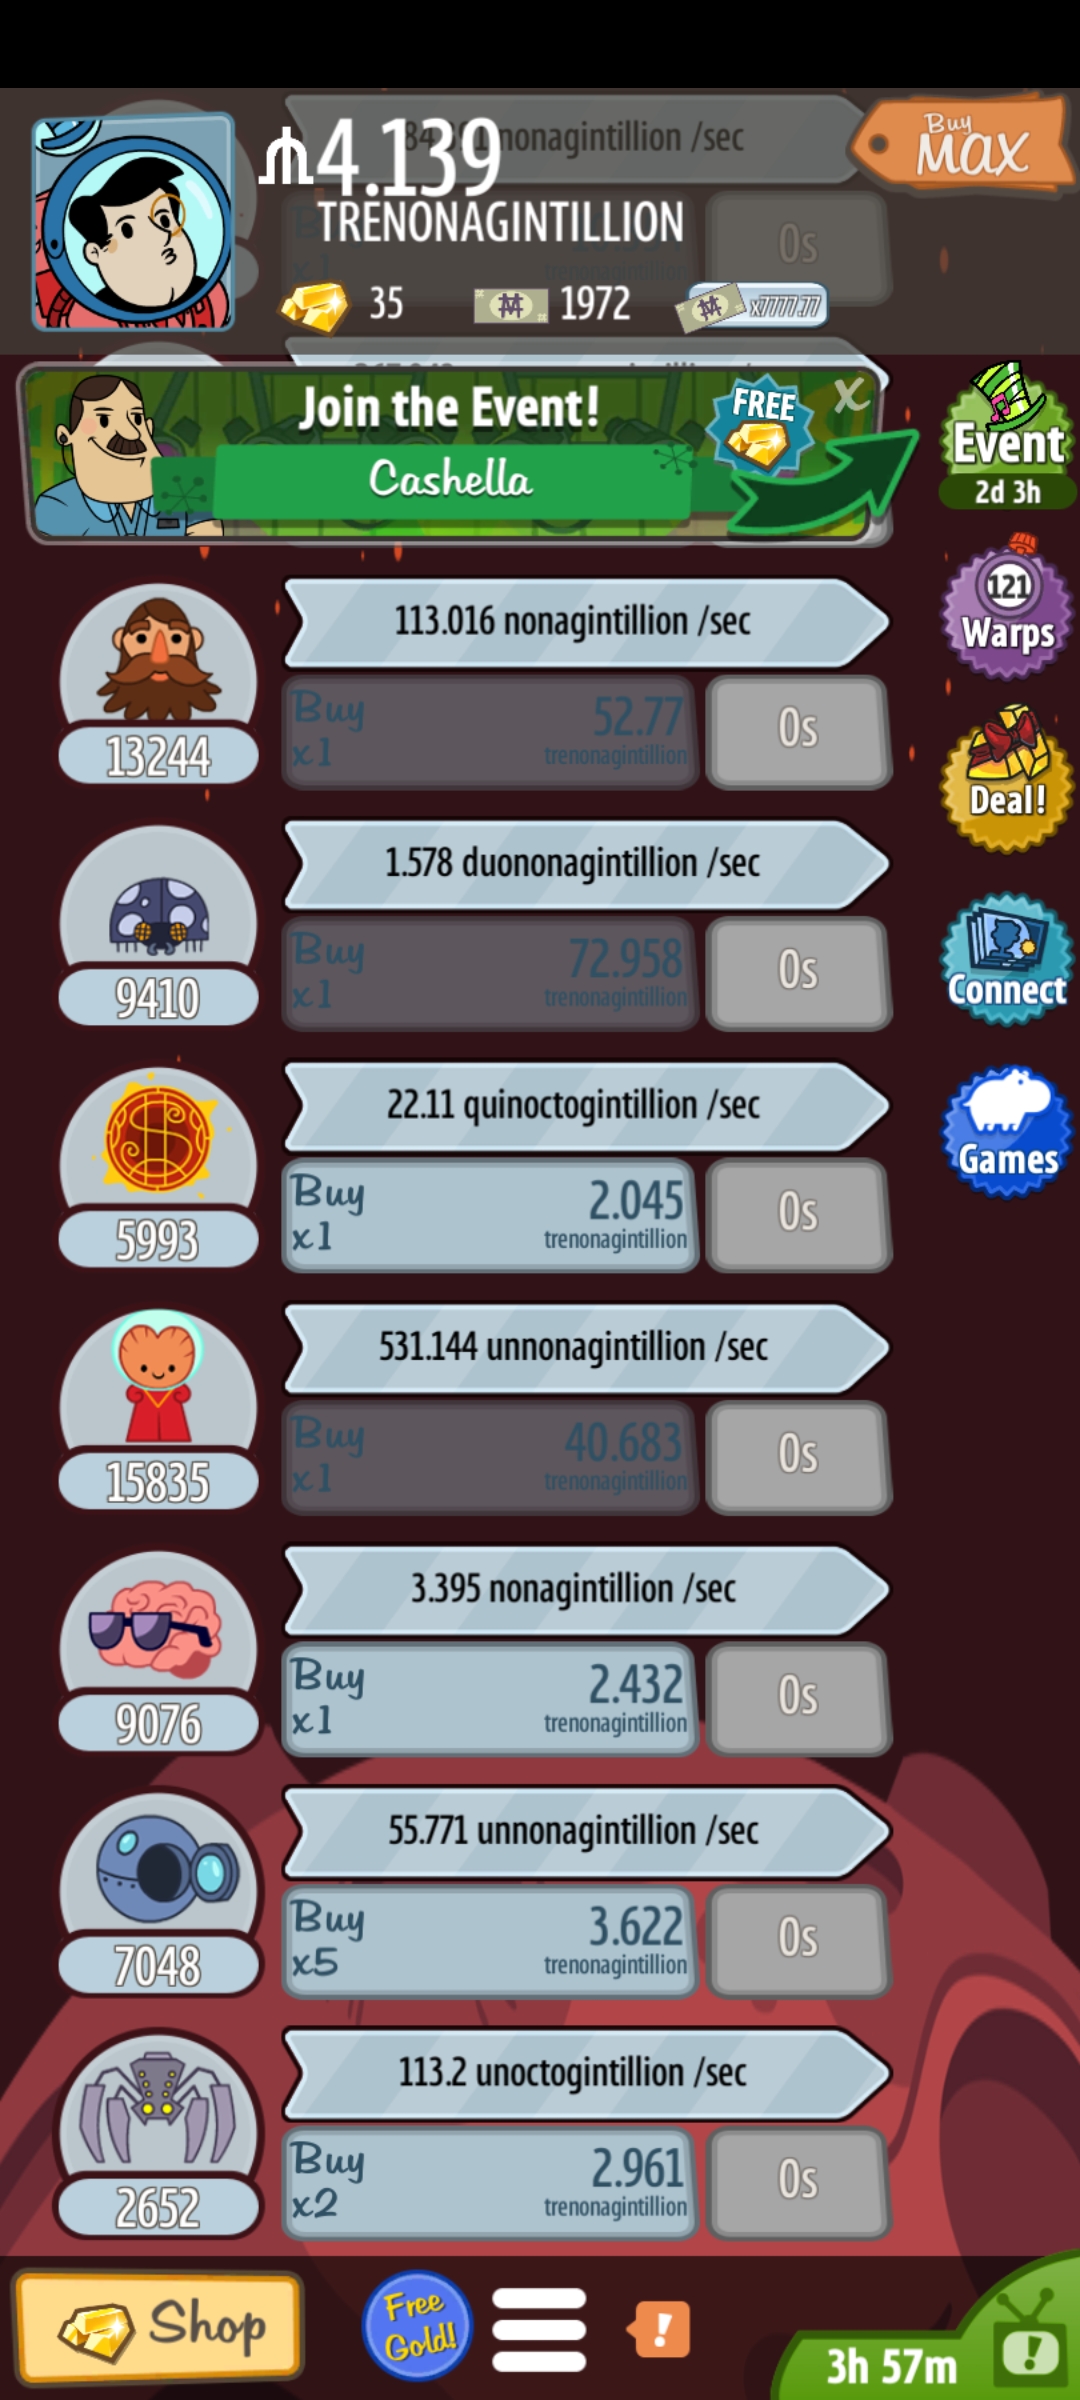 ₼4.139
TRENONAGINTILLION
nonagintillion /sec
Buy
MAX
0s
x1
trenonagintillion
35
1972
x7777.77
Join the Event!
FREE
X
Cashella
Event
2d 3h
113.016 nonagintillion /sec
Buy
x1
52.77
trenonagintillion
0s
13244
121
Warps
Deal!
1.578 duononagintillion /sec
Buy
x1
72.958
trenonagintillion
0s
9410
Connect
22.11 quinoctogintillion /sec
Buy
x1
2.045
trenonagintillion
0s
5993
Games
531.144 unnonagintillion /sec
Buy
x1
40.683
trenonagintillion
0s
15835
3.395 nonagintillion /sec
Buy
x1
2.432
trenonagintillion
0s
9076
55.771 unnonagintillion /sec
Buy
x5
3.622
trenonagintillion
0s
7048
113.2 unoctogintillion /sec
Buy
x2
2.961
trenonagintillion
0s
2652
Shop
Free
Gold!
!
3h 57m
!